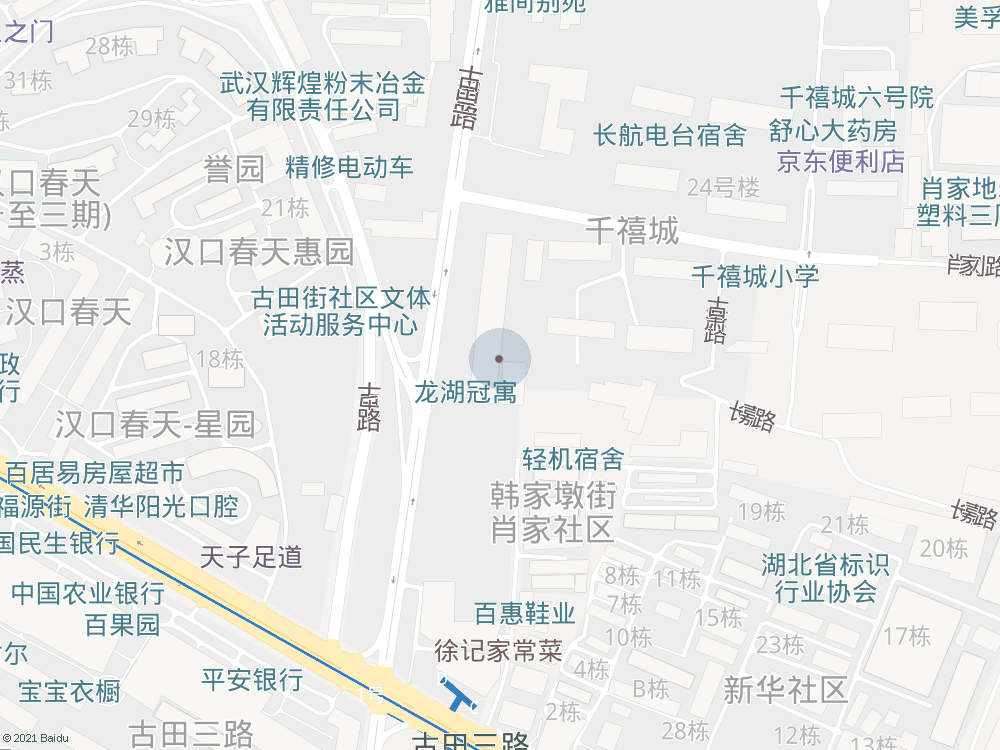 雅间别苑
之门
28栋
31栋
武汉辉煌粉末冶金
有限责任公司
29栋
栋
誉园
精修电动车
21栋
汉口春天
至三期)
3栋
汉口春天惠园
蒸
汉口春天
古田街社区文体
活动服务中心
18栋
政
行
汉口春天-星园
龙湖冠寓
美孚
千禧城六号院
舒心大药房
长航电台宿舍
京东便利店
24号楼
肖家地
塑料三厂
千禧城
千禧城小学
长嘉路
长嘉路
百居易房屋超市
福源街
清华阳光口腔
国民生银行
天子足道
中国农业银行
百果园
尔
宝宝衣橱
平安银行
1号
古田三路
轻机宿舍
韩家墩街
肖家社区
19栋
21栋
20栋
湖北省标识
行业协会
8栋
11栋
7栋
15栋
10栋
17栋
23栋
百惠鞋业
徐记家常菜
4栋
B栋
新华社区
2栋
28栋
12栋
13栋
古田三路
© 2021 Baidu